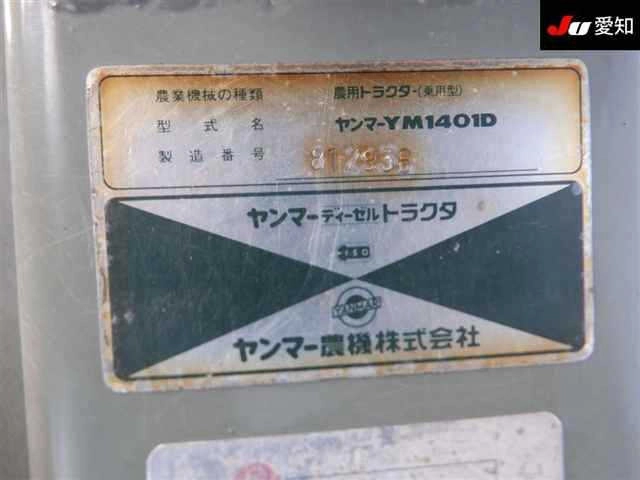 JU 愛知
農業機械の種類 農用トラクター(乗用型)
型式名 ヤンマーYM1401D
製造番号
ヤンマーディーゼルトラクタ
YANMAR
ヤンマー農機株式会社